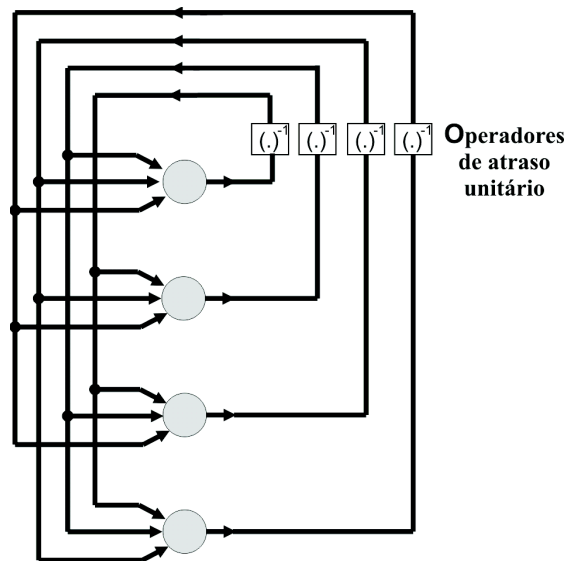 (.)-1 (.)-1 (.)-1 (.)-1
Operadores
de atraso
unitário